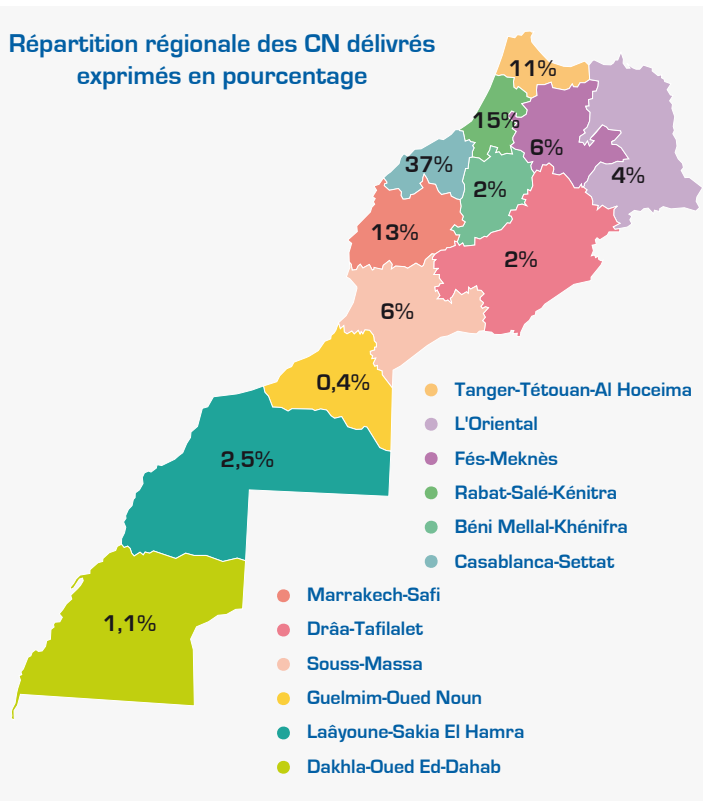 Répartition régionale des CN délivrés
exprimés en pourcentage
11%
15%
6%
37%
2%
4%
13%
2%
6%
0,4%
2,5%
1,1%
Tanger-Tétouan-Al Hoceima
L'Oriental
Fés-Meknès
Rabat-Salé-Kénitra
Béni Mellal-Khénifra
Casablanca-Settat
Marrakech-Safi
Drâa-Tafilalet
Souss-Massa
Guelmim-Oued Noun
Laâyoune-Sakia El Hamra
Dakhla-Oued Ed-Dahab